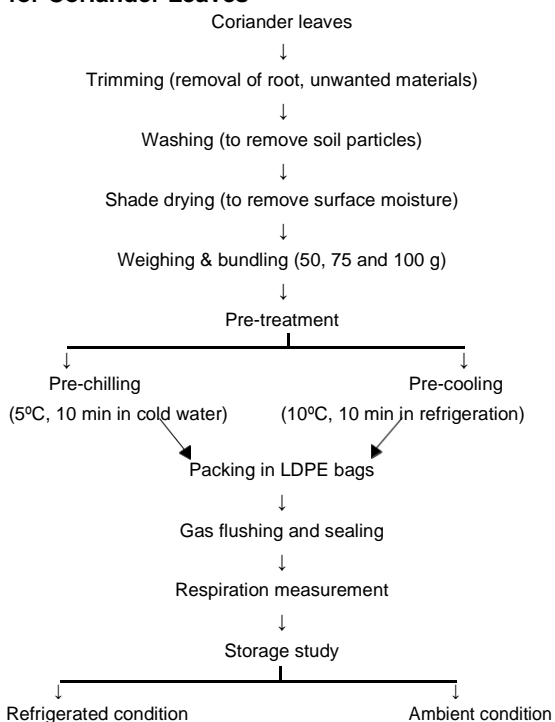 for Coriander Leaves
Coriander leaves
↓
Trimming (removal of root, unwanted materials)
↓
Washing (to remove soil particles)
↓
Shade drying (to remove surface moisture)
↓
Weighing & bundling (50, 75 and 100 g)
↓
Pre-treatment
↓ ↓
Pre-chilling Pre-cooling
(5⁰C, 10 min in cold water) (10⁰C, 10 min in refrigeration)
Packing in LDPE bags
↓
Gas flushing and sealing
↓
Respiration measurement
↓
Storage study
↓ ↓
Refrigerated condition Ambient condition